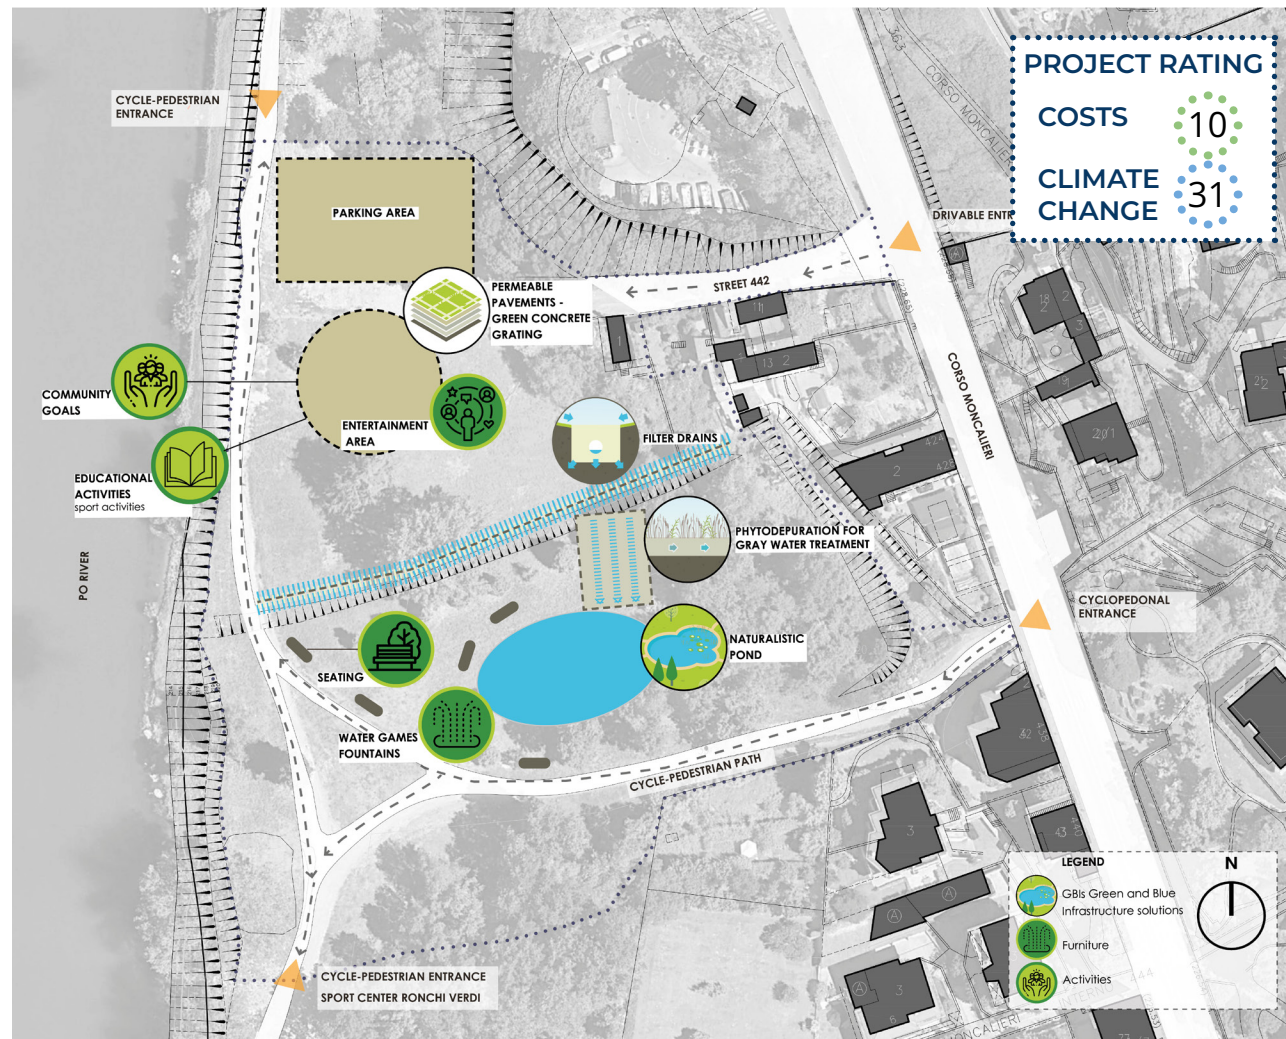 PROJECT RATING
COSTS
10
CLIMATE
CHANGE
31
CYCLE-PEDESTRIAN
ENTRANCE
PARKING AREA
DRIVABLE ENTR
CORSO MONCALIERI
STREET 442
PERMEABLE
PAVEMENTS -
GREEN CONCRETE
GRATING
COMMUNITY
GOALS
ENTERTAINMENT
AREA
FILTER DRAINS
CORSO MONCALIERI
EDUCATIONAL
ACTIVITIES
sport activities
PHYTODEPURATION FOR
GRAY WATER TREATMENT
PO RIVER
CYCLOPEDONAL
ENTRANCE
NATURALISTIC
POND
SEATING
WATER GAMES
FOUNTAINS
CYCLE-PEDESTRIAN PATH
CYCLE-PEDESTRIAN ENTRANCE
SPORT CENTER RONCHI VERDI
LEGEND
N
GBIs Green and Blue
Infrastructure solutions
Furniture
Activities
MONCALIERI